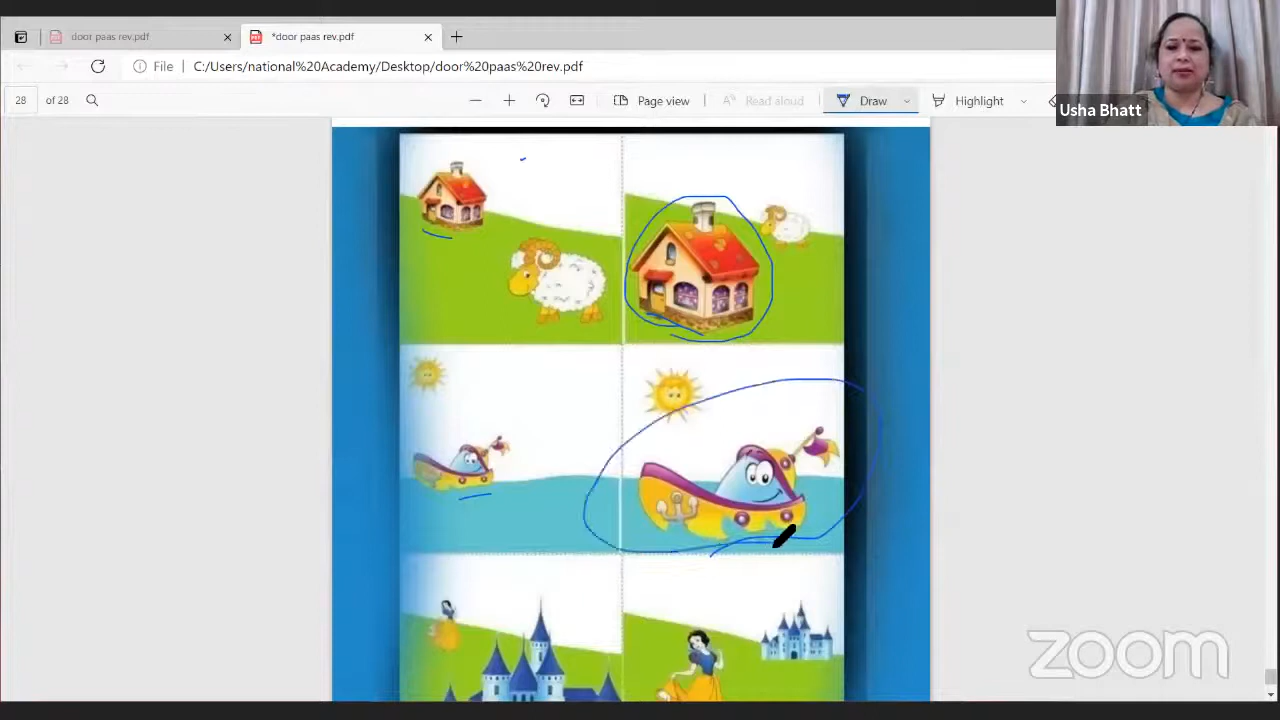 door paas rev.pdf
*door paas rev.pdf
File
C:/Users/national%20Academy/Desktop/door%20paas%20rev.pdf
28 of 28
Page view
Read aloud
Draw
Highlight
Usha Bhatt
zoom